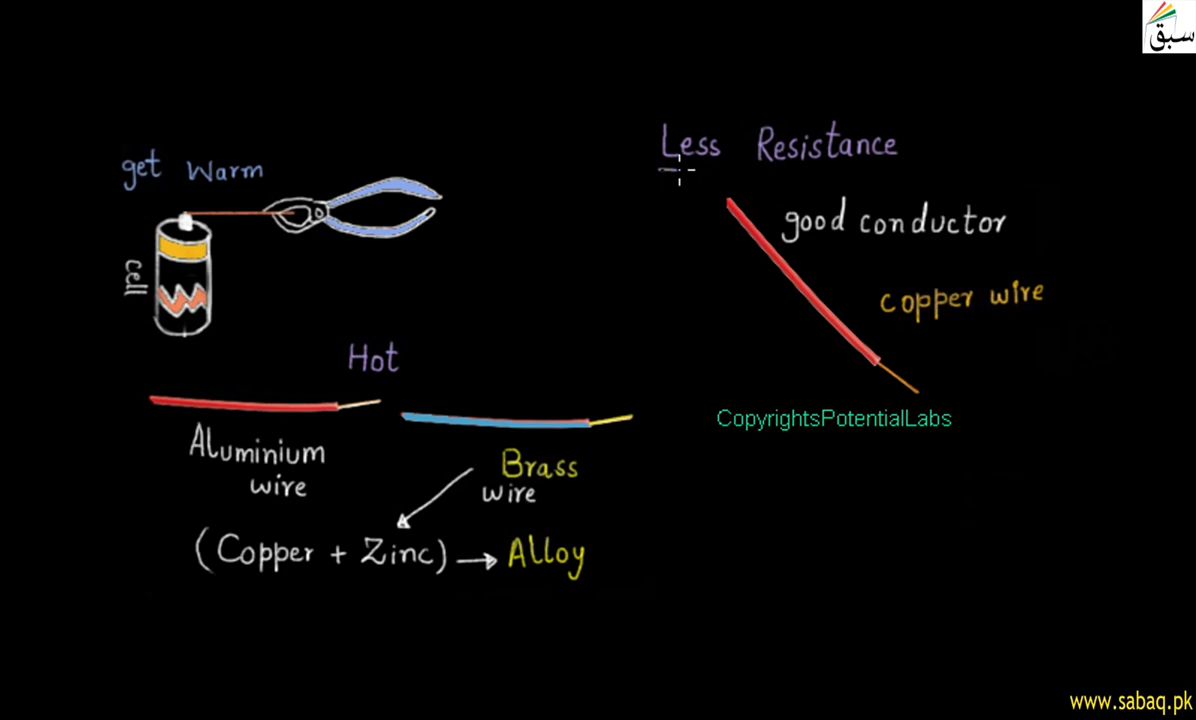 سبق
Less Resistance
get Warm
good conductor
cell
copper wire
Hot
CopyrightsPotentialLabs
Aluminium
wire
Brass
wire
(Copper + Zinc) → Alloy
www.sabaq.pk